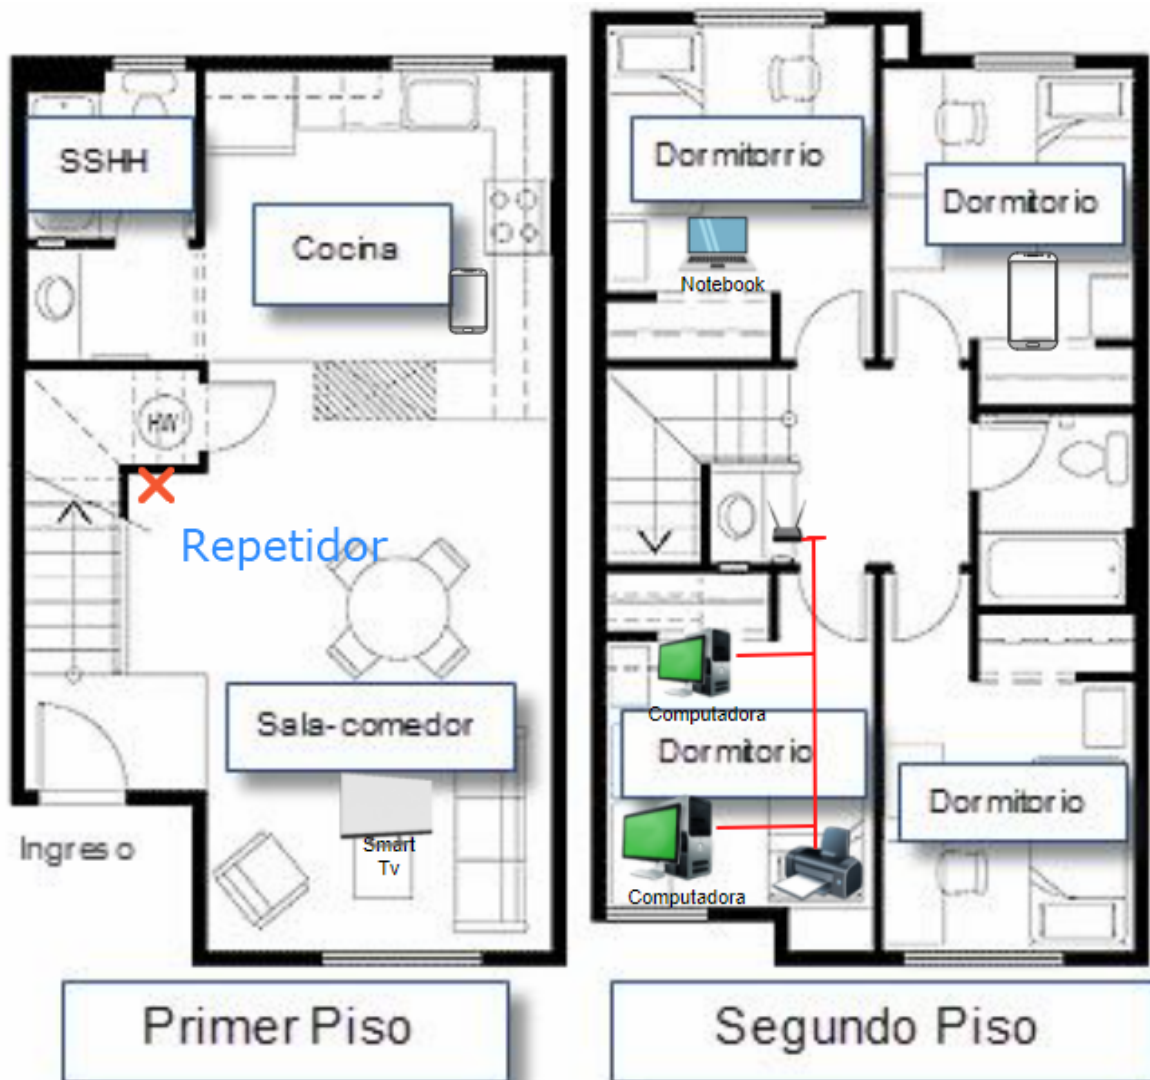 SSHH
Cocina
HW
Repetidor
Sala-comedor
Smart
Tv
Ingreso
Primer Piso
Dormitorrio
Dormitorio
Notebook
Computadora
Dormitorio
Dormitorio
Computadora
Segundo Piso